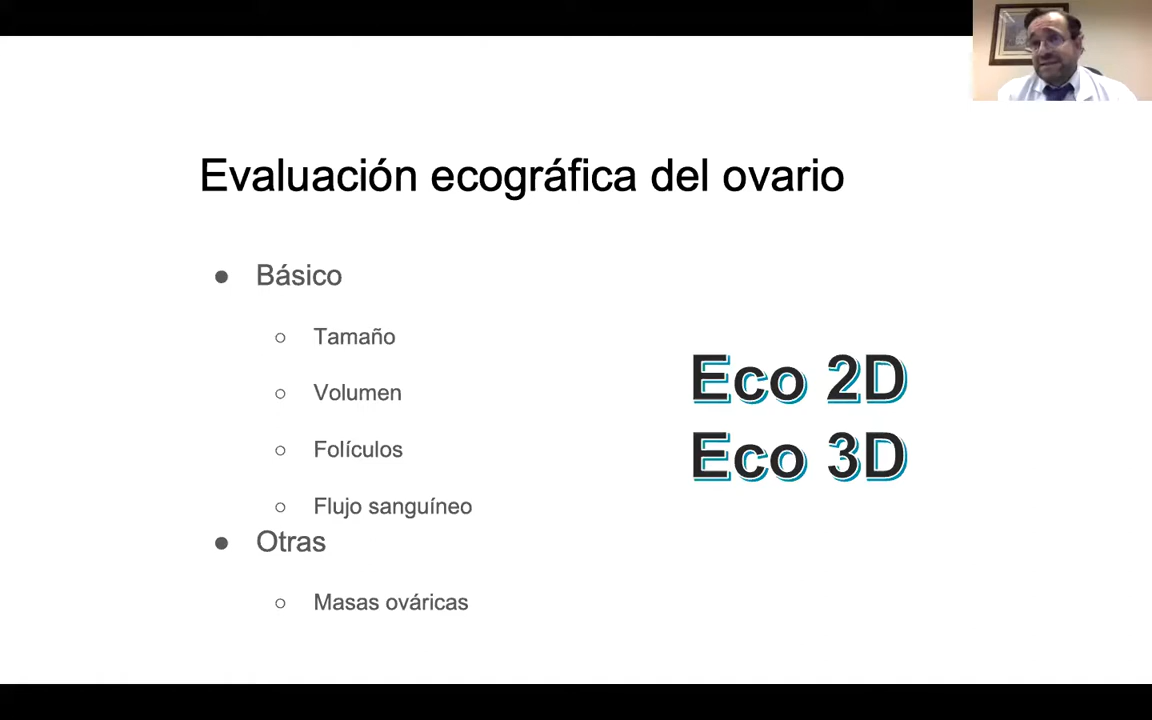 Evaluación ecográfica del ovario
Básico
Tamaño
Volumen
Folículos
Flujo sanguíneo
Otras
Masas ováricas
Eco 2D
Eco 3D